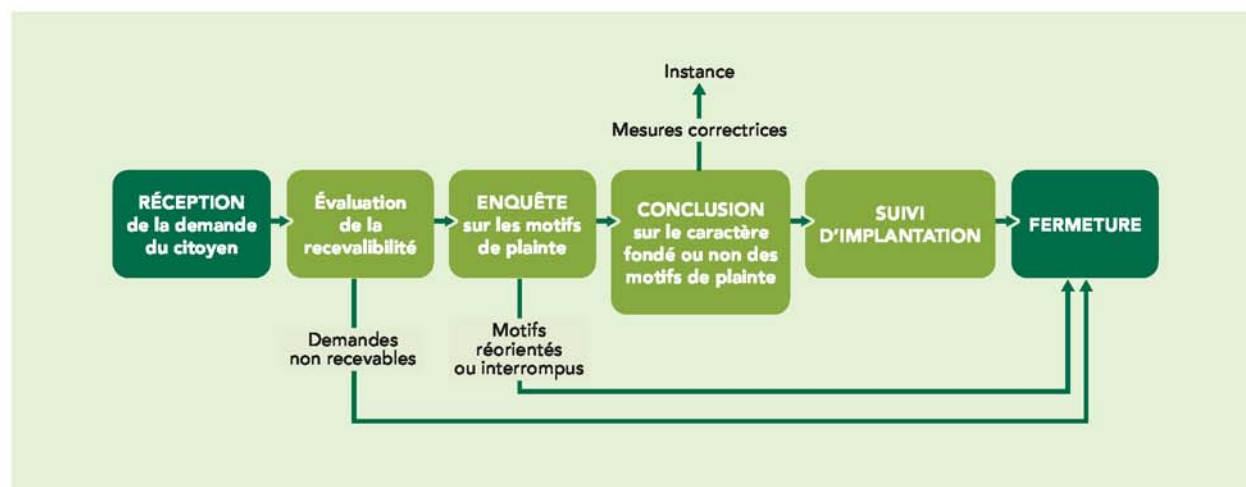 Instance
Mesures correctrices
RÉCEPTION
de la demande
du citoyen
Évaluation
de la
recevalibilité
ENQUÊTE
sur les motifs
de plainte
CONCLUSION
sur le caractère
fondé ou non des
motifs de plainte
SUIVI
D’IMPLANTATION
FERMETURE
Demandes
non recevables
Motifs
réorientés
ou interrompus